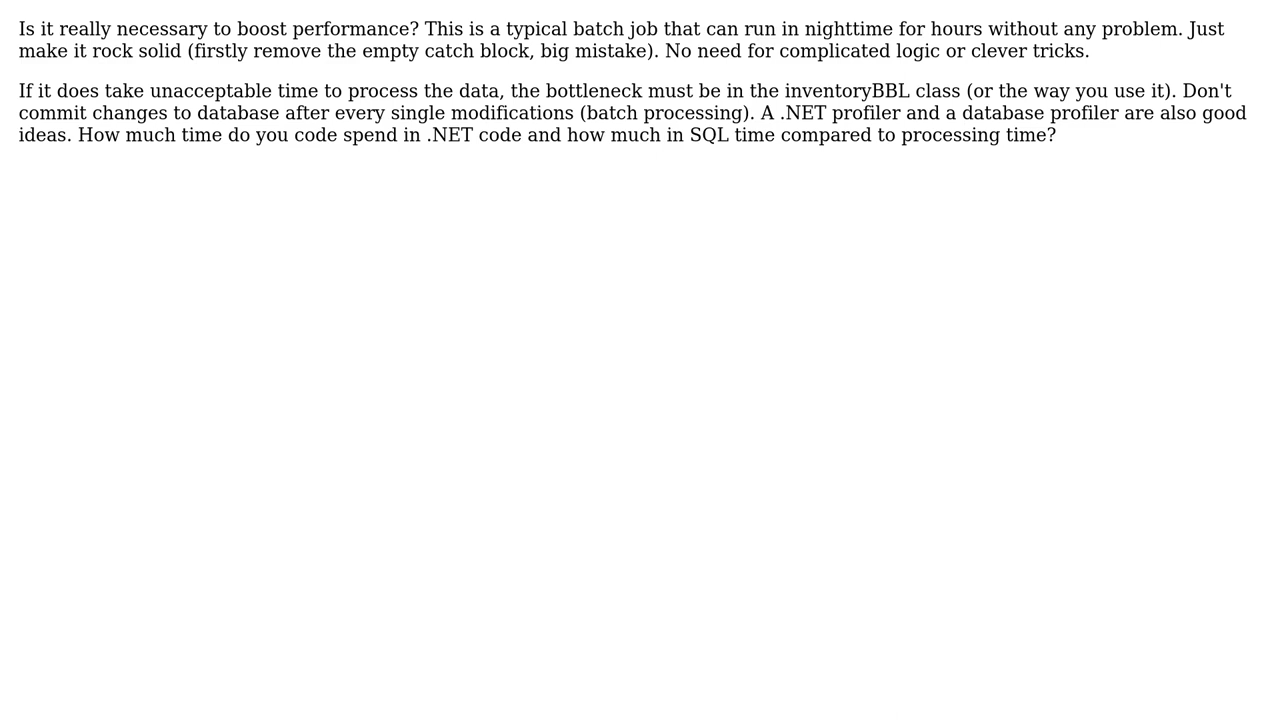 Is it really necessary to boost performance? This is a typical batch job that can run in nighttime for hours without any problem. Just
make it rock solid (firstly remove the empty catch block, big mistake). No need for complicated logic or clever tricks.
If it does take unacceptable time to process the data, the bottleneck must be in the inventoryBBL class (or the way you use it). Don't
commit changes to database after every single modifications (batch processing). A .NET profiler and a database profiler are also good
ideas. How much time do you code spend in .NET code and how much in SQL time compared to processing time?